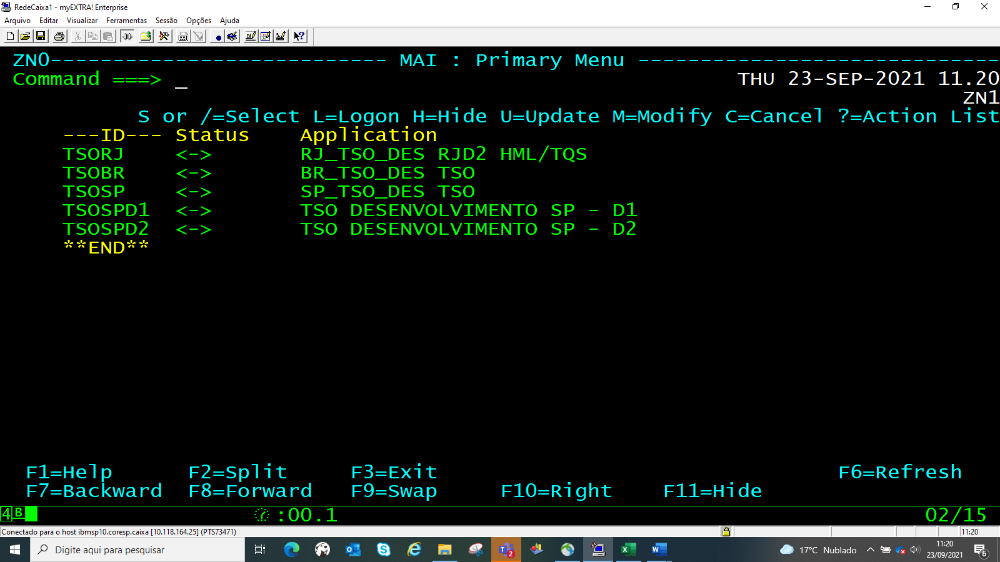 RedeCaixa1 - myEXTRA! Enterprise
Arquivo Editar Visualizar Ferramentas Sessão Opções Ajuda
ZN0--------------------------- MAI : Primary Menu -----------------------------
Command ===> _ THU 23-SEP-2021 11.20
ZN1
S or /=Select L=Logon H=Hide U=Update M=Modify C=Cancel ?=Action List
---ID--- Status Application
TSORJ <-> RJ_TSO_DES RJD2 HML/TQS
TSOBR <-> BR_TSO_DES TSO
TSOSP <-> SP_TSO_DES TSO
TSOSPD1 <-> TSO DESENVOLVIMENTO SP - D1
TSOSPD2 <-> TSO DESENVOLVIMENTO SP - D2
**END**
F1=Help F2=Split F3=Exit F6=Refresh
F7=Backward F8=Forward F9=Swap F10=Right F11=Hide
4 B :00.1 02/15
Conectado para o host ibmsp10.coresp.caixa [10.118.164.25] (PTS73471) 11:20
Digite aqui para pesquisar 2 17°C Nublado 11:20
23/09/2021 6